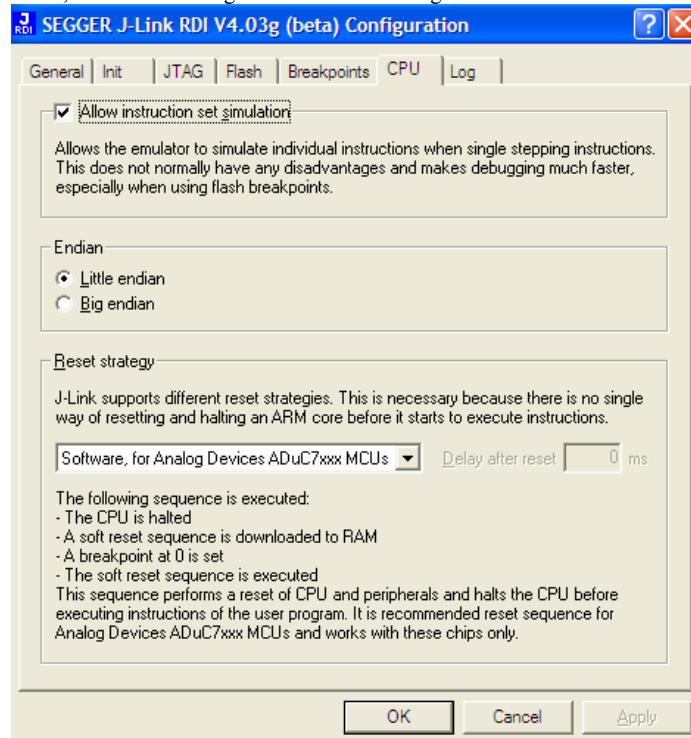 J RDI SEGGER J-Link RDI V4.03g (beta) Configuration
General Init JTAG Flash Breakpoints CPU Log
Allow instruction set simulation
Allows the emulator to simulate individual instructions when single stepping instructions.
This does not normally have any disadvantages and makes debugging much faster,
especially when using flash breakpoints.
Endian
Little endian
Big endian
Reset strategy
J-Link supports different reset strategies. This is necessary because there is no single
way of resetting and halting an ARM core before it starts to execute instructions.
Software, for Analog Devices ADuC7xxx MCUs Delay after reset 0 ms
The following sequence is executed:
- The CPU is halted
- A soft reset sequence is downloaded to RAM
- A breakpoint at 0 is set
- The soft reset sequence is executed
This sequence performs a reset of CPU and peripherals and halts the CPU before
executing instructions of the user program. It is recommended reset sequence for
Analog Devices ADuC7xxx MCUs and works with these chips only.
OK Cancel Apply